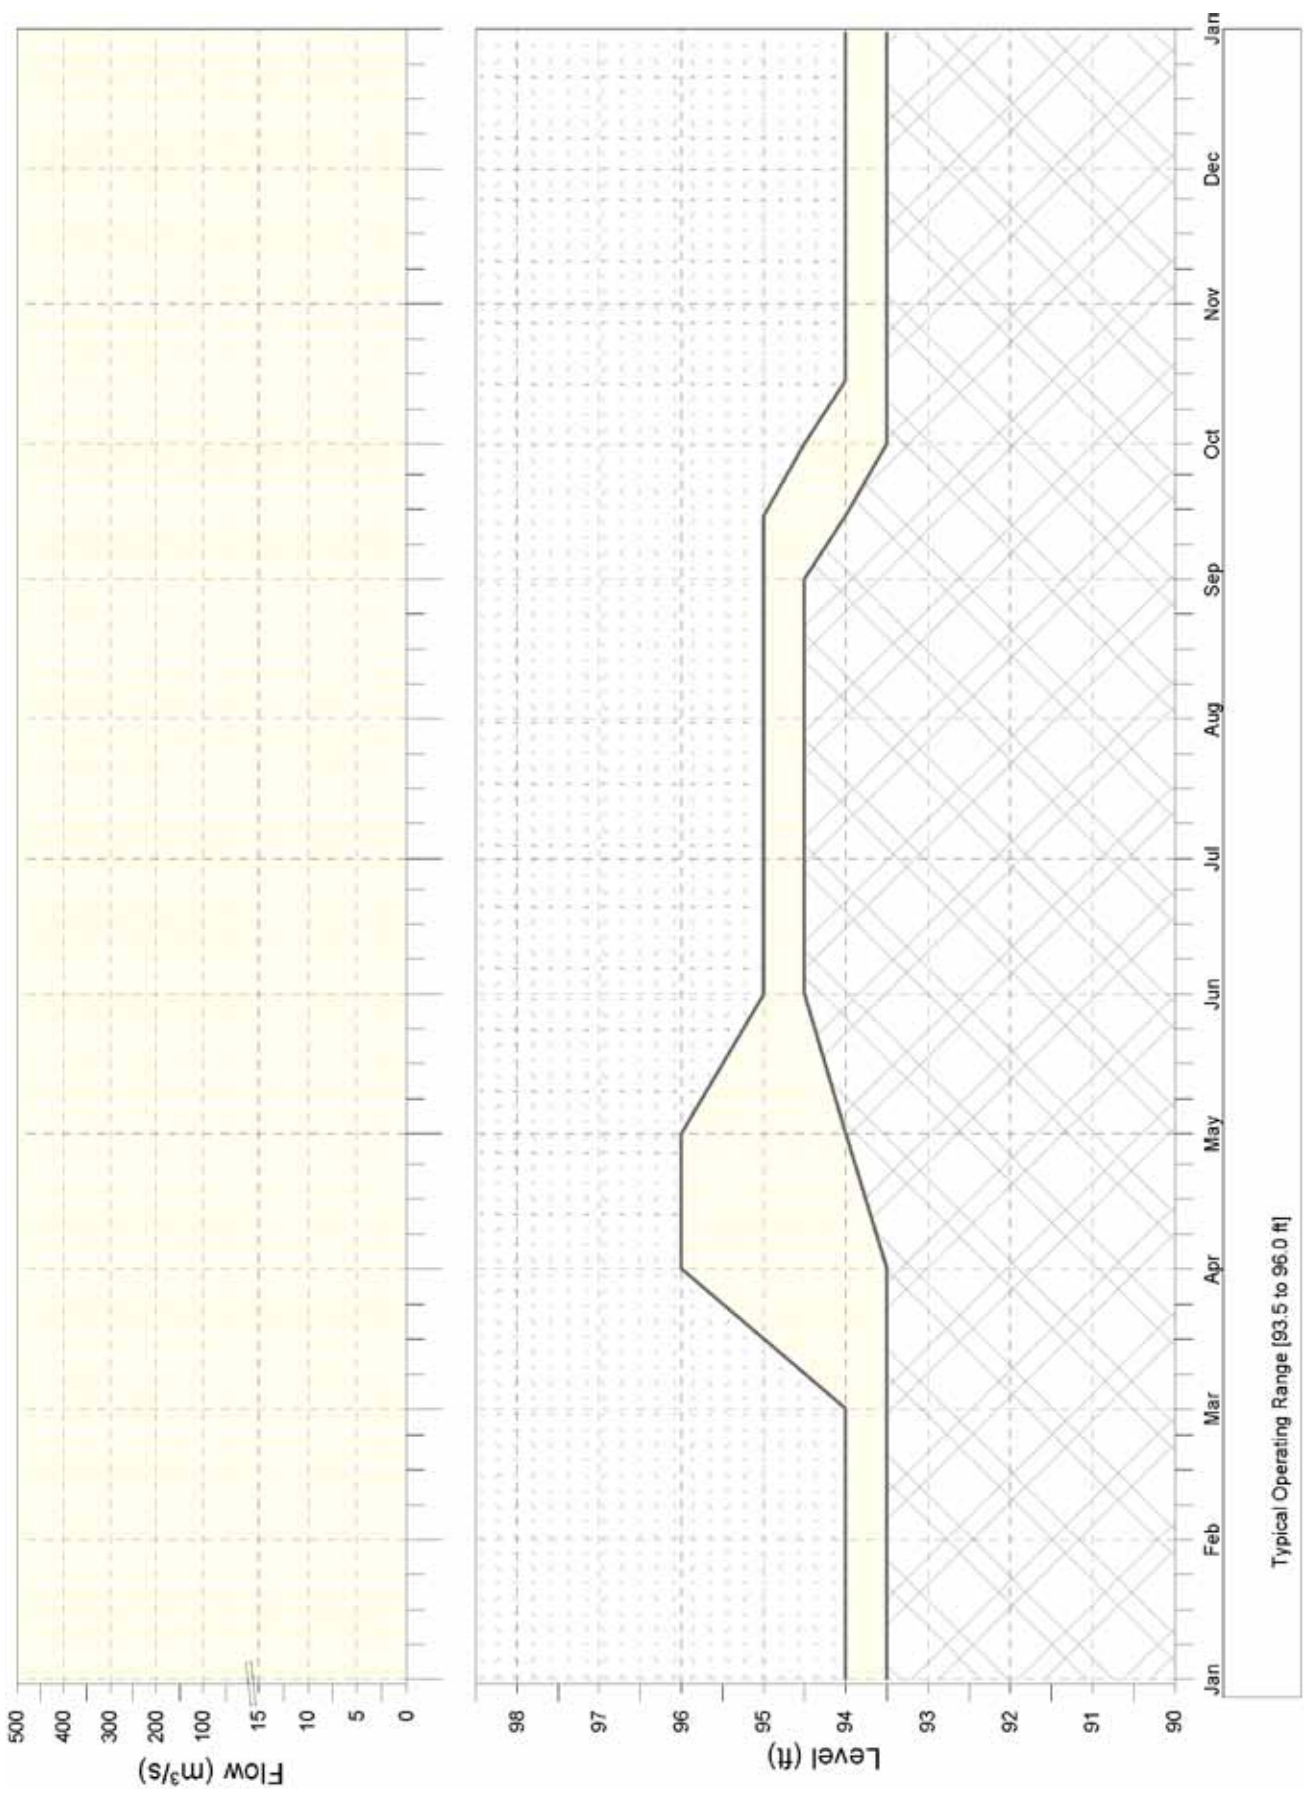 Flow (m³/s)
500
400
300
200
100
15
10
5
0
Level (ft)
98
97
96
95
94
93
92
91
90
Jan
Feb
Mar
Apr
May
Jun
Jul
Aug
Sep
Oct
Nov
Dec
Jan
Typical Operating Range [93.5 to 96.0 ft]